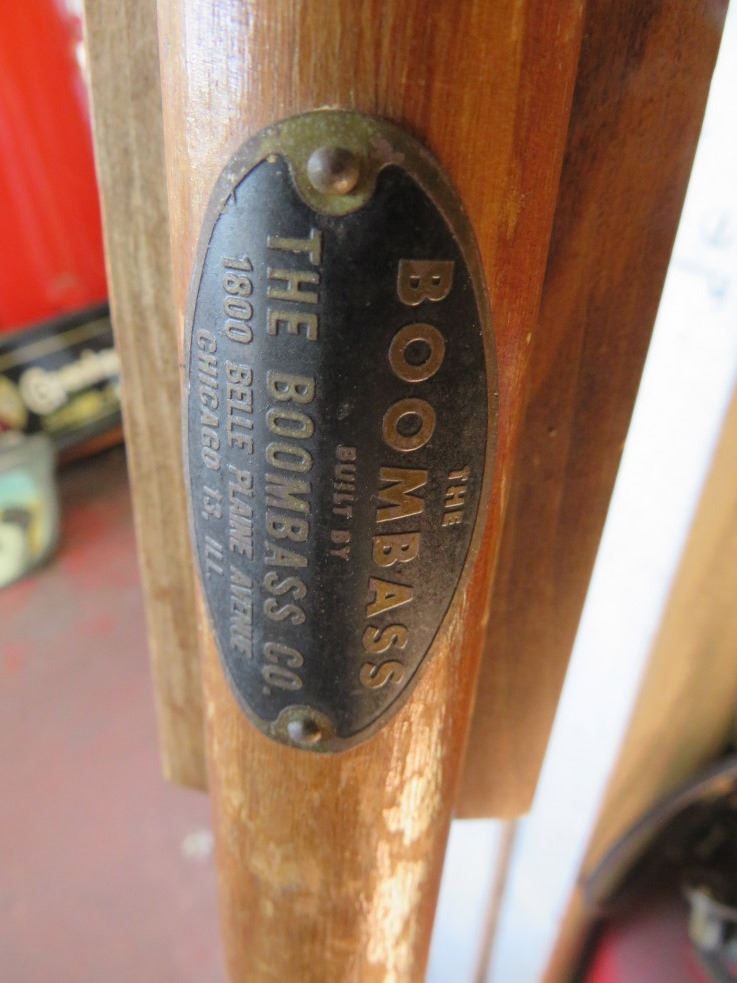 THE
BOOMBASS
BUILT BY
THE BOOMBASS CO.
1800 BELLE PLAINE AVENUE
CHICAGO 13, ILL.